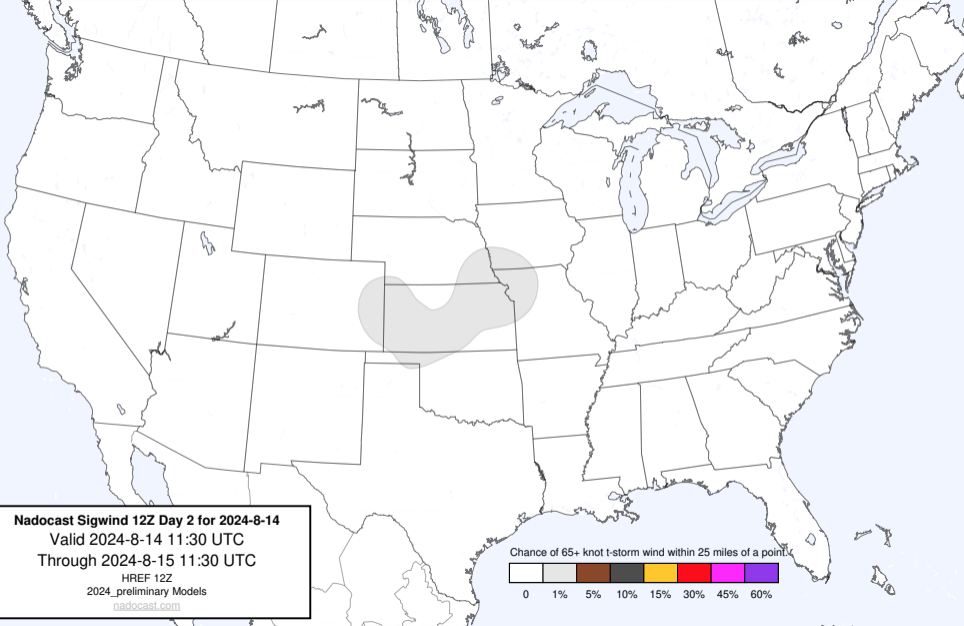 Nadocast Sigwind 12Z Day 2 for 2024-8-14
Valid 2024-8-14 11:30 UTC
Through 2024-8-15 11:30 UTC
HREF 12Z
2024_preliminary Models
nadocast.com
Chance of 65+ knot t-storm wind within 25 miles of a point.
0 1% 5% 10% 15% 30% 45% 60%